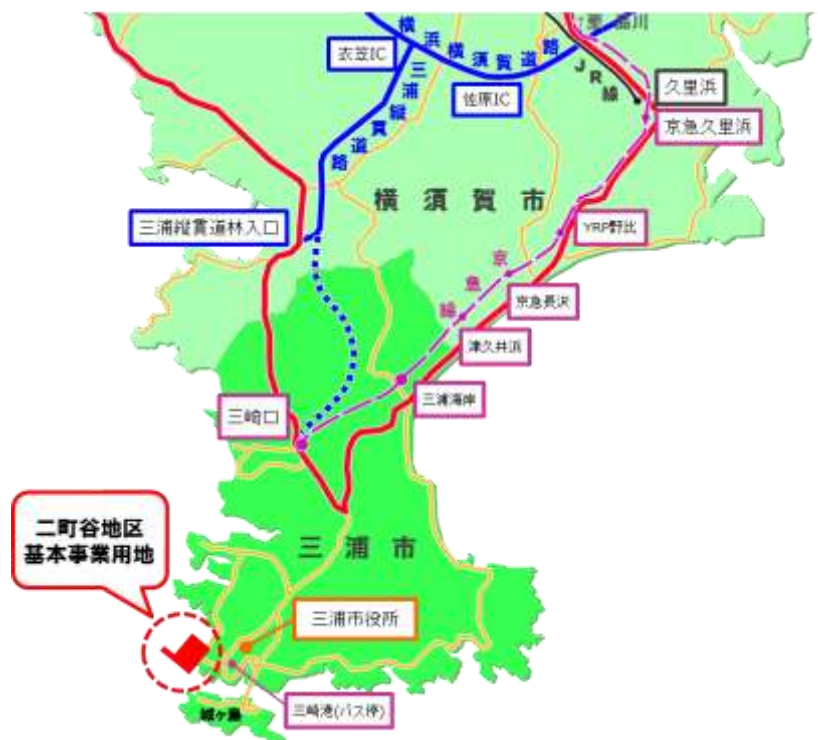 衣笠IC
横浜横須賀道路
品川
JR線
久里浜
佐原IC
三浦縦貫道路
京急久里浜
横須賀市
三浦縦貫道林入口
YRP野比
京急線
京急長沢
津久井浜
三浦海岸
三崎口
二町谷地区
基本事業用地
三浦市
三浦市役所
三崎港(バス停)
城ヶ島